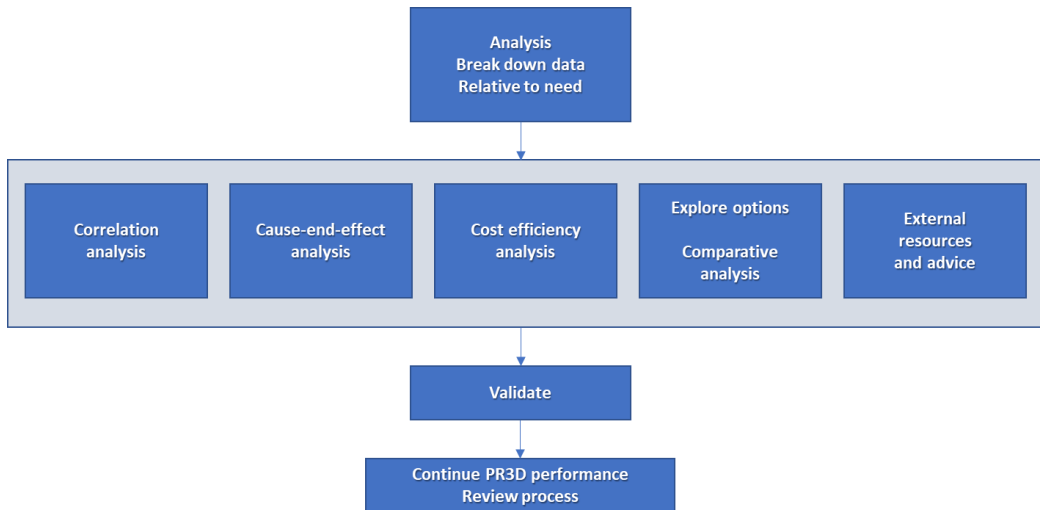 Analysis
Break down data
Relative to need
Correlation
analysis
Cause-end-effect
analysis
Cost efficiency
analysis
Explore options
Comparative
analysis
External
resources
and advice
Validate
Continue PR3D performance
Review process